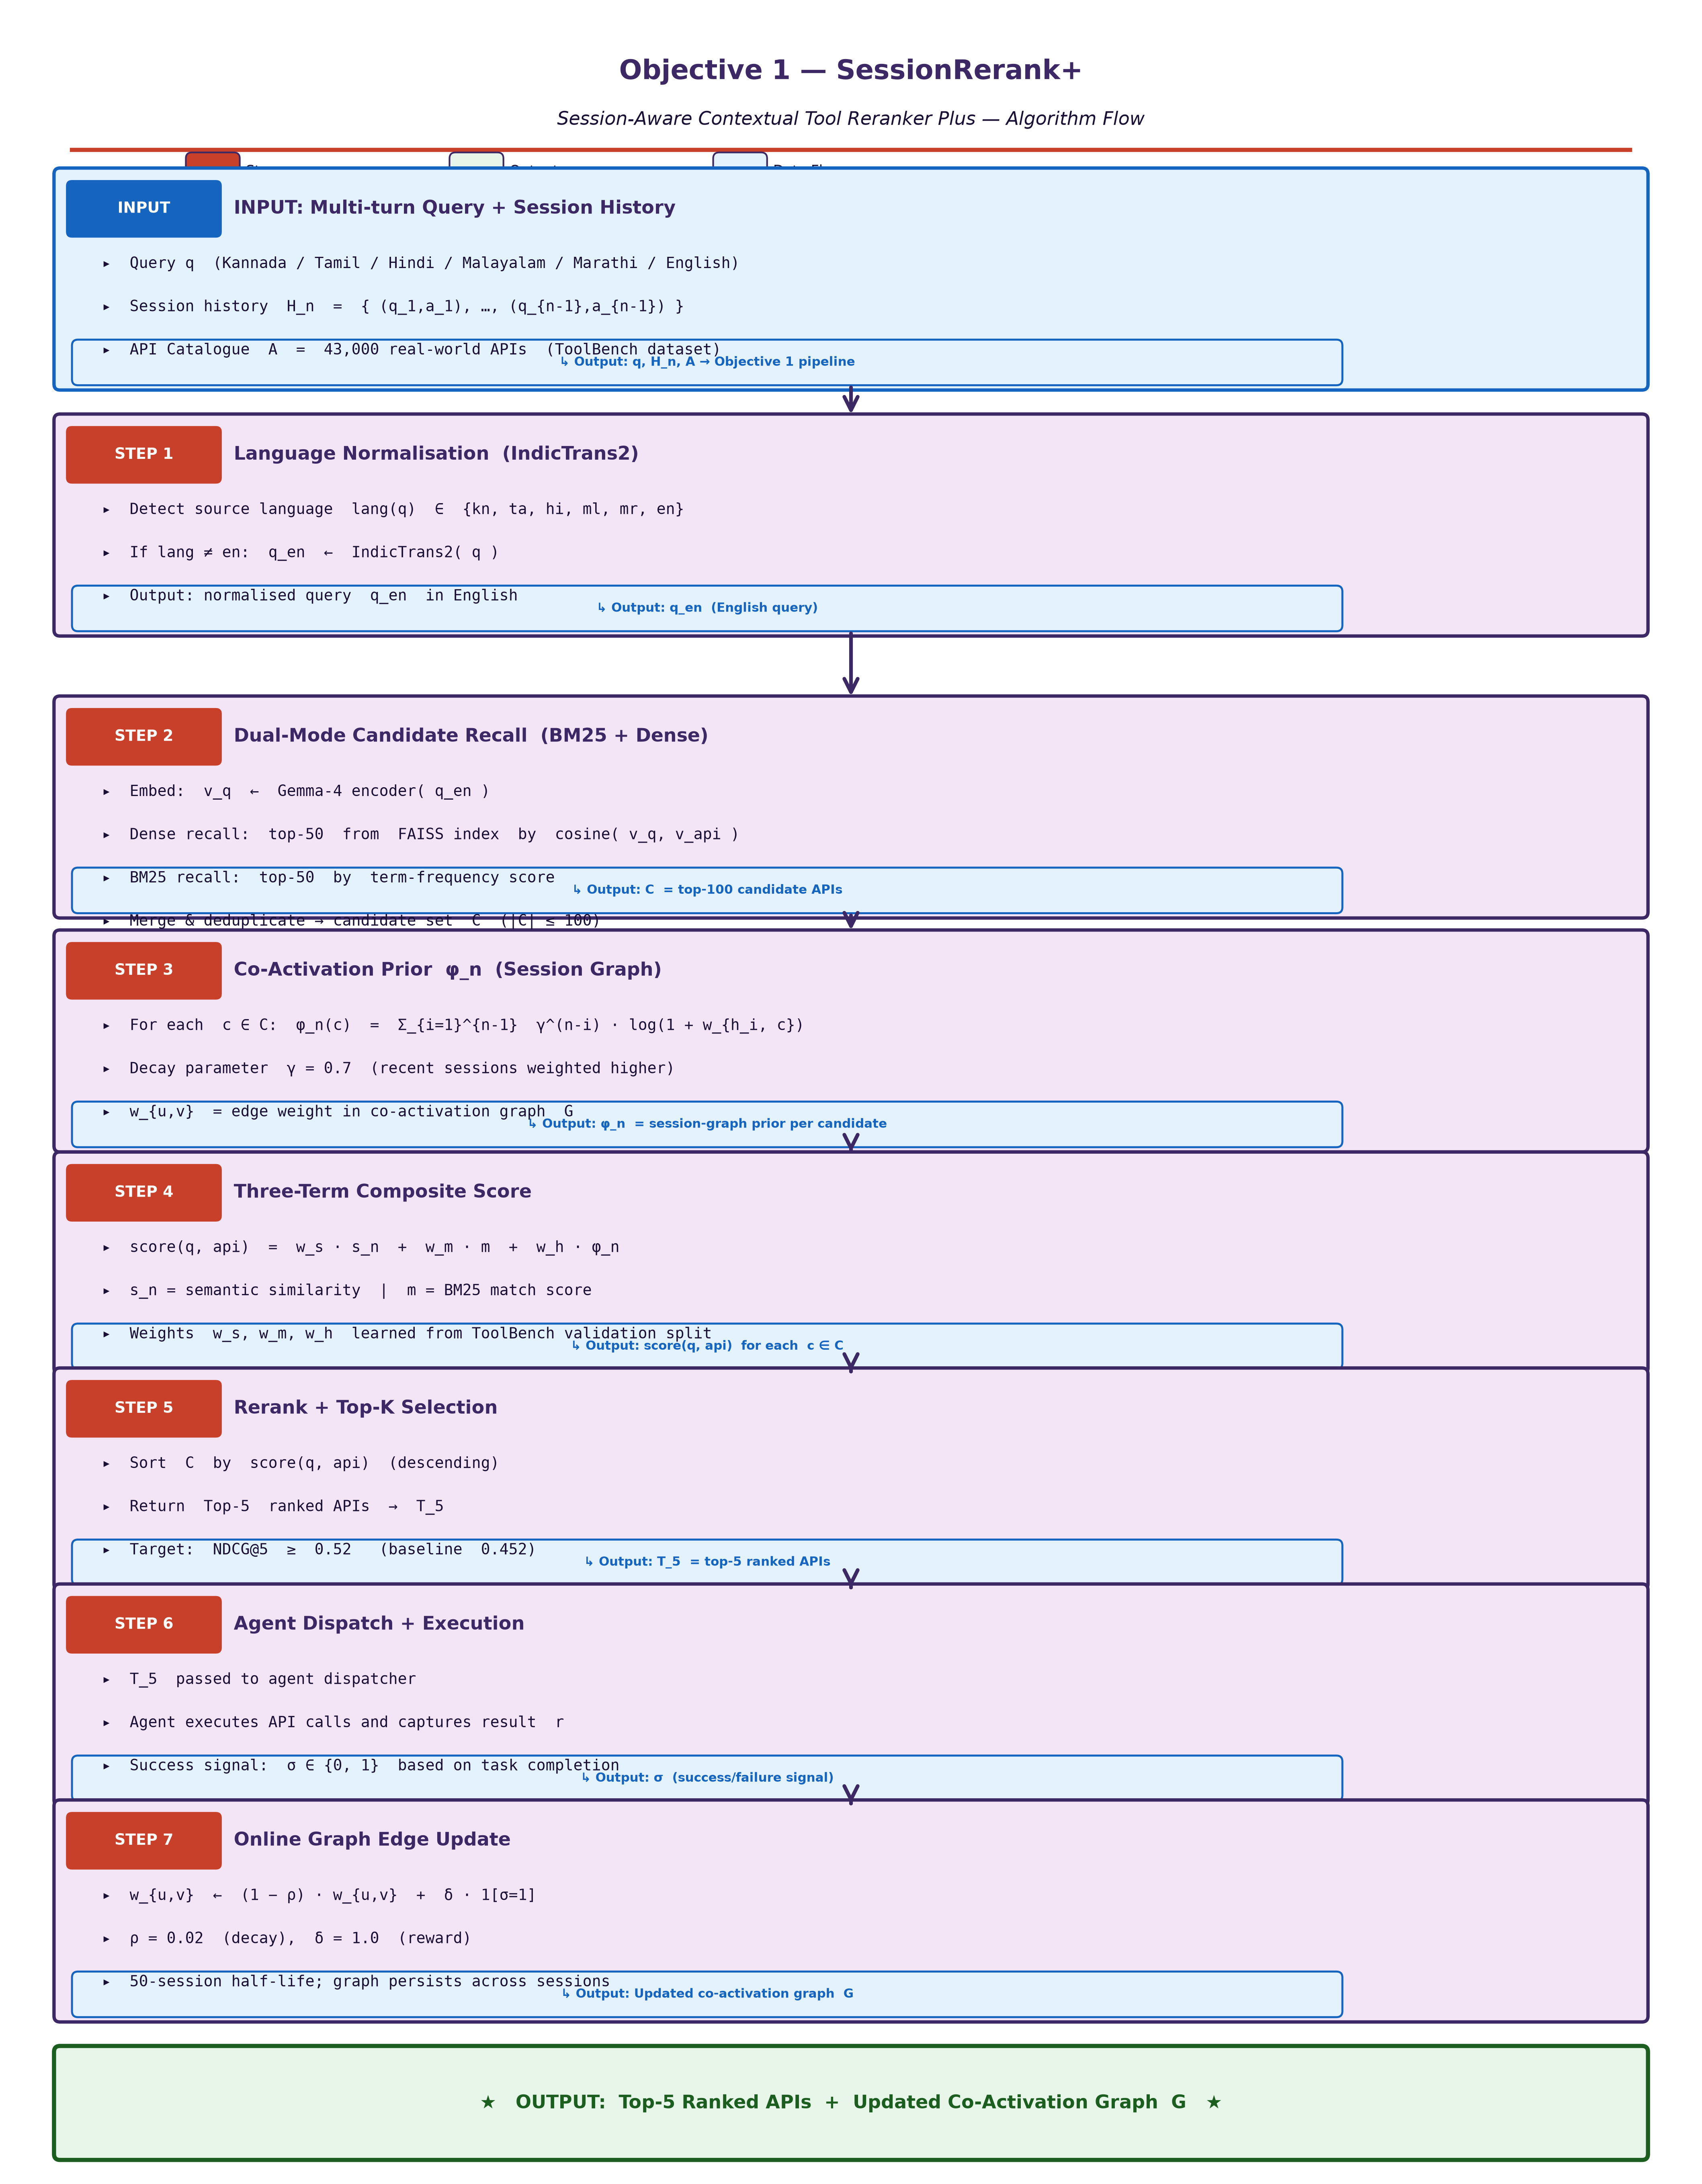 Objective 1 — SessionRerank+
Session-Aware Contextual Tool Reranker Plus — Algorithm Flow
INPUT
INPUT: Multi-turn Query + Session History
▸ Query q (Kannada / Tamil / Hindi / Malayalam / Marathi / English)
▸ Session history H_n = { (q_1,a_1), …, (q_{n-1},a_{n-1}) }
▸ API Catalogue A = 43,000 real-world APIs (ToolBench dataset)
↳ Output: q, H_n, A → Objective 1 pipeline
STEP 1
Language Normalisation (IndicTrans2)
▸ Detect source language lang(q) ∈ {kn, ta, hi, ml, mr, en}
▸ If lang ≠ en: q_en ← IndicTrans2( q )
▸ Output: normalised query q_en in English
↳ Output: q_en (English query)
STEP 2
Dual-Mode Candidate Recall (BM25 + Dense)
▸ Embed: v_q ← Gemma-4 encoder( q_en )
▸ Dense recall: top-50 from FAISS index by cosine( v_q, v_api )
▸ BM25 recall: top-50 by term-frequency score
↳ Output: C = top-100 candidate APIs
▸ Merge & deduplicate → candidate set C (|C| ≤ 100)
STEP 3
Co-Activation Prior φ_n (Session Graph)
▸ For each c ∈ C: φ_n(c) = Σ_{i=1}^{n-1} γ^(n-i) · log(1 + w_{h_i, c})
▸ Decay parameter γ = 0.7 (recent sessions weighted higher)
▸ w_{u,v} = edge weight in co-activation graph G
↳ Output: φ_n = session-graph prior per candidate
STEP 4
Three-Term Composite Score
▸ score(q, api) = w_s · s_n + w_m · m + w_h · φ_n
▸ s_n = semantic similarity | m = BM25 match score
▸ Weights w_s, w_m, w_h learned from ToolBench validation split
↳ Output: score(q, api) for each c ∈ C
STEP 5
Rerank + Top-K Selection
▸ Sort C by score(q, api) (descending)
▸ Return Top-5 ranked APIs → T_5
▸ Target: NDCG@5 ≥ 0.52 (baseline 0.452)
↳ Output: T_5 = top-5 ranked APIs
STEP 6
Agent Dispatch + Execution
▸ T_5 passed to agent dispatcher
▸ Agent executes API calls and captures result r
▸ Success signal: σ ∈ {0, 1} based on task completion
↳ Output: σ (success/failure signal)
STEP 7
Online Graph Edge Update
▸ w_{u,v} ← (1 − ρ) · w_{u,v} + δ · 1[σ=1]
▸ ρ = 0.02 (decay), δ = 1.0 (reward)
▸ 50-session half-life; graph persists across sessions
↳ Output: Updated co-activation graph G
★ OUTPUT: Top-5 Ranked APIs + Updated Co-Activation Graph G ★